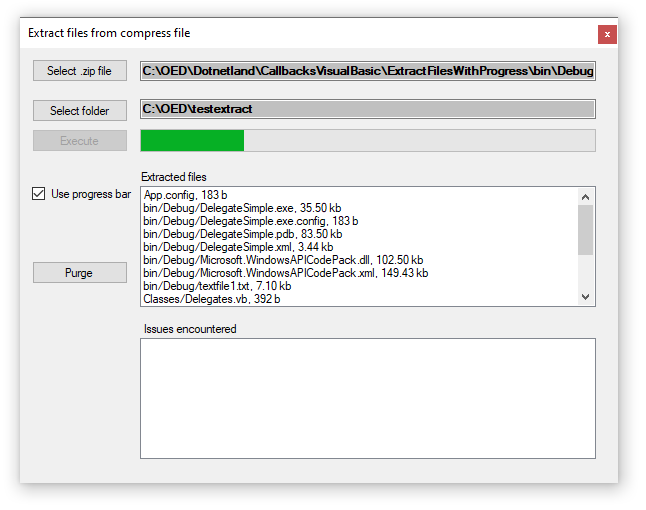 Extract files from compress file
x
Select .zip file
C:\OED\Dotnetland\CallbacksVisualBasic\ExtractFilesWithProgress\bin\Debug
Select folder
C:\OED\testextract
Execute
Extracted files
Use progress bar
App.config, 183 b
bin/Debug/DelegateSimple.exe, 35.50 kb
bin/Debug/DelegateSimple.exe.config, 183 b
bin/Debug/DelegateSimple.pdb, 83.50 kb
bin/Debug/DelegateSimple.xml, 3.44 kb
bin/Debug/Microsoft.WindowsAPICodePack.dll, 102.50 kb
bin/Debug/Microsoft.WindowsAPICodePack.xml, 149.43 kb
bin/Debug/textfile1.txt, 7.10 kb
Classes/Delegates.vb, 392 b
Purge
Issues encountered